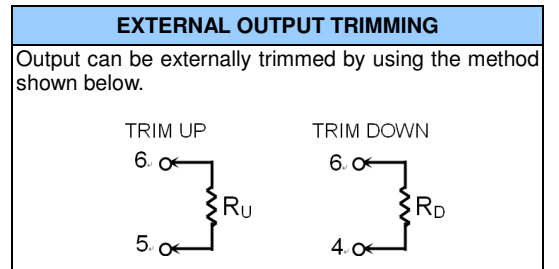 EXTERNAL OUTPUT TRIMMING
Output can be externally trimmed by using the method
shown below.
TRIM UP TRIM DOWN
6 6
RU RD
5 4